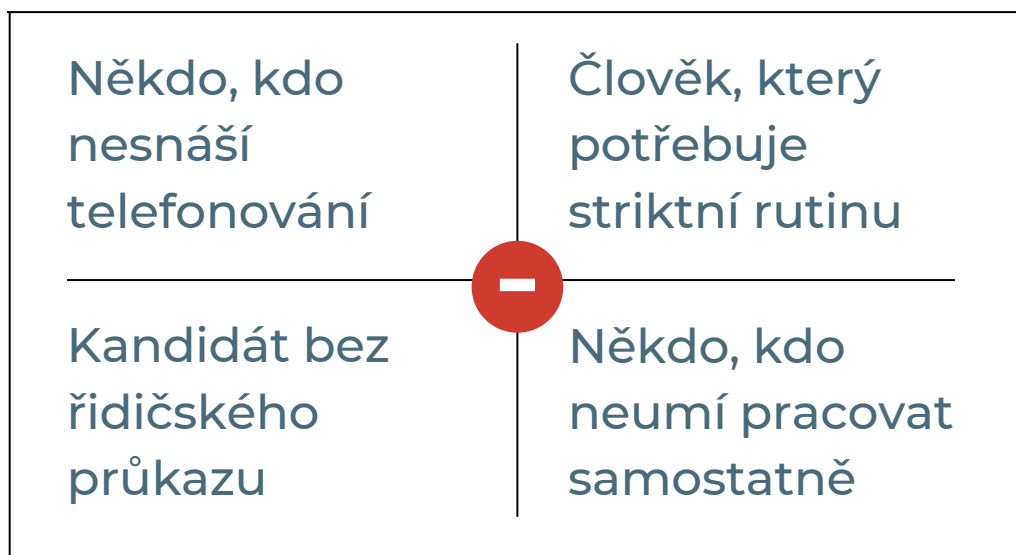 Někdo, kdo
nesnáší
telefonování
Člověk, který
potřebuje
striktní rutinu
Kandidát bez
řidičského
průkazu
Někdo, kdo
neumí pracovat
samostatně